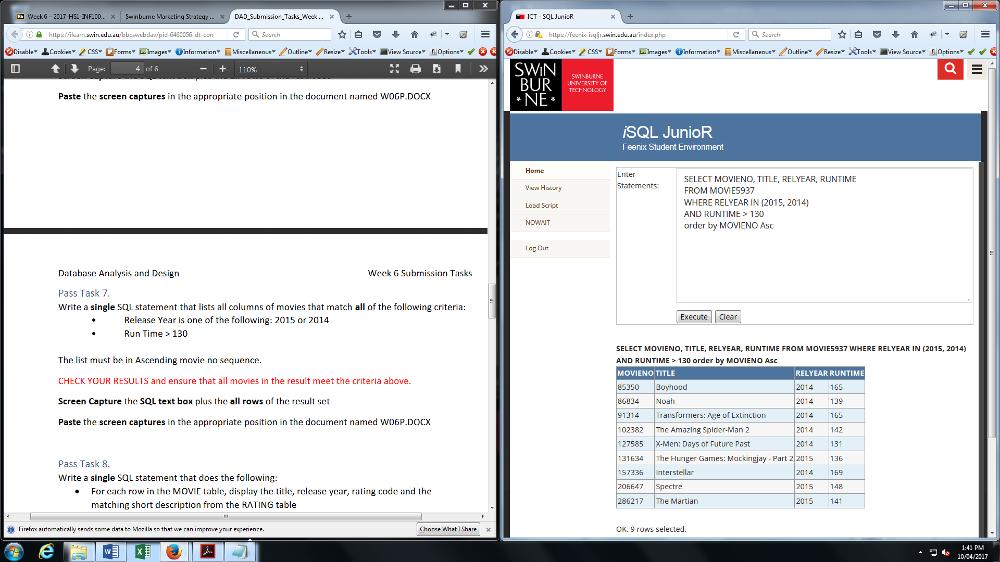 Week 6 – 2017-HS1-INF100...
Swinburne Marketing Strategy ...
DAD_Submission_Tasks_Week ...
https://ilearn.swin.edu.au/bbcswebdav/pid-6460056-dt-con
Search
Disable
Cookies
CSS
Forms
Images
Information
Miscellaneous
Outline
Resize
Tools
View Source
Options
Page: 4 of 6
110%
Paste the screen captures in the appropriate position in the document named W06P.DOCX
Database Analysis and Design
Week 6 Submission Tasks
Pass Task 7.
Write a single SQL statement that lists all columns of movies that match all of the following criteria:
• Release Year is one of the following: 2015 or 2014
• Run Time > 130
The list must be in Ascending movie no sequence.
CHECK YOUR RESULTS and ensure that all movies in the result meet the criteria above.
Screen Capture the SQL text box plus the all rows of the result set
Paste the screen captures in the appropriate position in the document named W06P.DOCX
Pass Task 8.
Write a single SQL statement that does the following:
• For each row in the MOVIE table, display the title, release year, rating code and the
matching short description from the RATING table
Firefox automatically sends some data to Mozilla so that we can improve your experience.
Choose What I Share
ICT - SQL JunioR
https://feenix-isqljr.swin.edu.au/index.php
Search
Disable
Cookies
CSS
Forms
Images
Information
Miscellaneous
Outline
Resize
Tools
View Source
Options
SWIN
BUR
NE
SWINBURNE
UNIVERSITY OF
TECHNOLOGY
iSQL JunioR
Feenix Student Environment
Home
View History
Load Script
NOWAIT
Log Out
Enter
Statements:
SELECT MOVIENO, TITLE, RELYEAR, RUNTIME
FROM MOVIE5937
WHERE RELYEAR IN (2015, 2014)
AND RUNTIME > 130
order by MOVIENO Asc
Execute
Clear
SELECT MOVIENO, TITLE, RELYEAR, RUNTIME FROM MOVIE5937 WHERE RELYEAR IN (2015, 2014)
AND RUNTIME > 130 order by MOVIENO Asc
MOVIENO TITLE RELYEAR RUNTIME
85350 Boyhood 2014 165
86834 Noah 2014 139
91314 Transformers: Age of Extinction 2014 165
102382 The Amazing Spider-Man 2 2014 142
127585 X-Men: Days of Future Past 2014 131
131634 The Hunger Games: Mockingjay - Part 2 2015 136
157336 Interstellar 2014 169
206647 Spectre 2015 148
286217 The Martian 2015 141
OK. 9 rows selected.
1:41 PM
10/04/2017